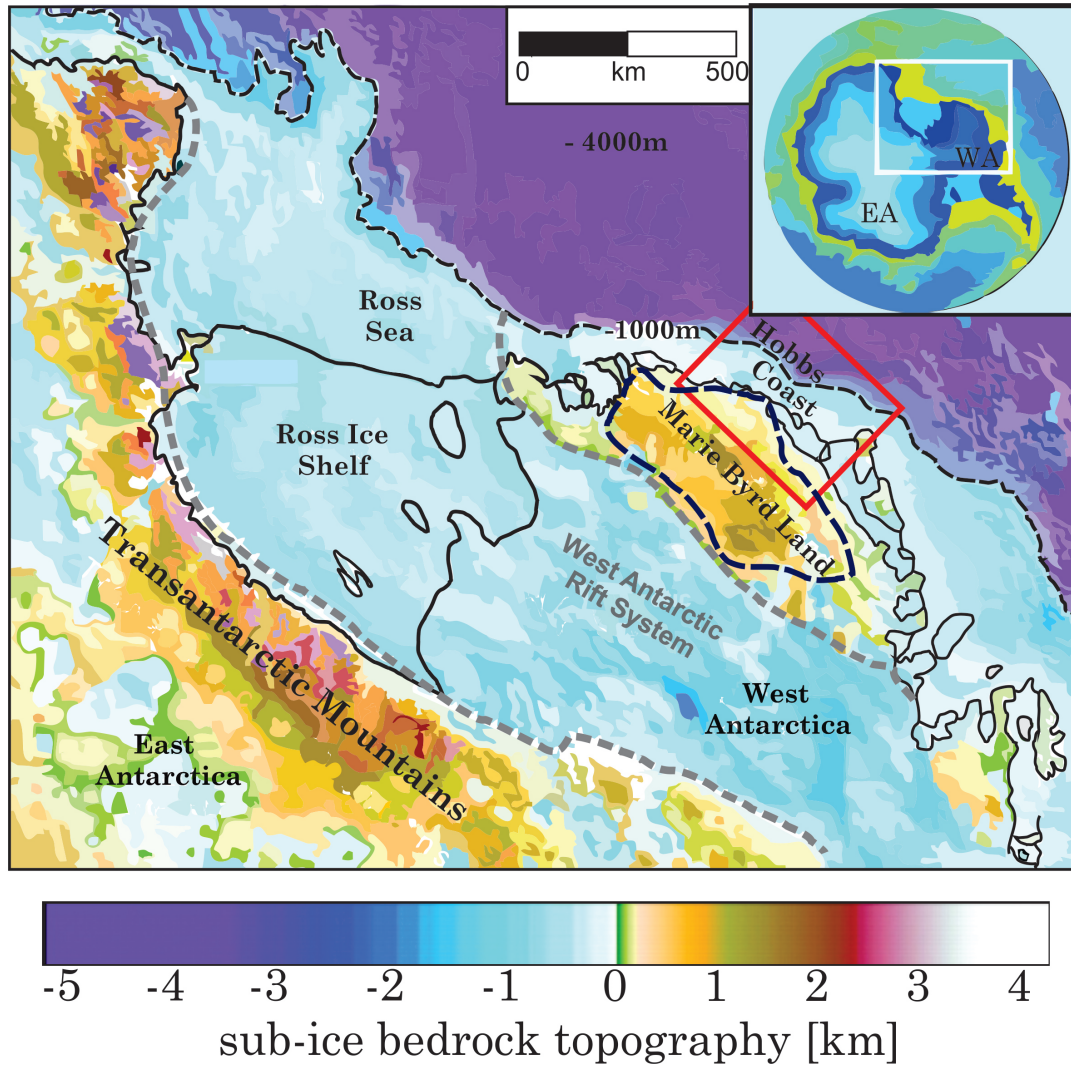 0 km 500
- 4000m
WA
EA
Ross
Sea
-1000m
Hobbs
Coast
Ross Ice
Shelf
Marie Byrd Land
West Antarctic
Rift System
Transantarctic Mountains
West
Antarctica
East
Antarctica
-5 -4 -3 -2 -1 0 1 2 3 4
sub-ice bedrock topography [km]